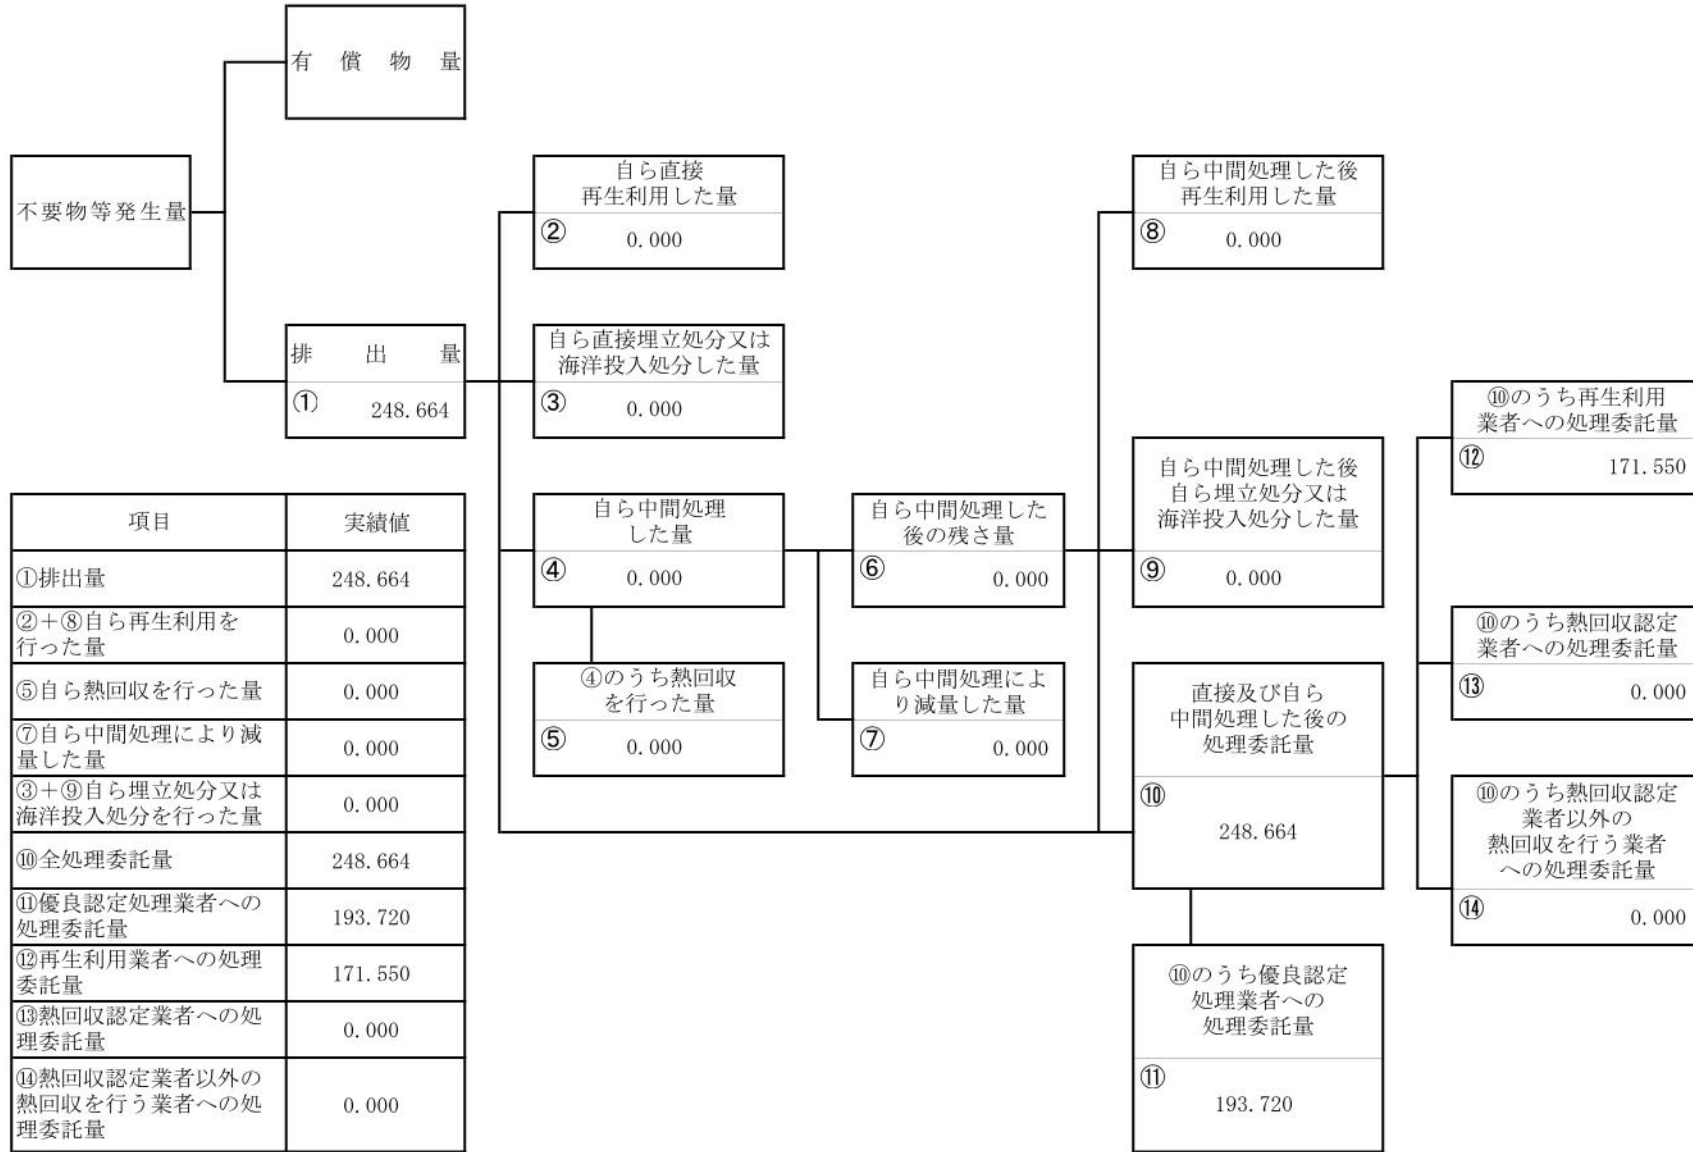 有償物量
不要物等発生量
排出量
① 248.664
自ら直接
再生利用した量
② 0.000
自ら直接埋立処分又は
海洋投入処分した量
③ 0.000
自ら中間処理
した量
④ 0.000
④のうち熱回収
を行った量
⑤ 0.000
自ら中間処理した
後の残さ量
⑥ 0.000
自ら中間処理によ
り減量した量
⑦ 0.000
自ら中間処理した後
再生利用した量
⑧ 0.000
自ら中間処理した後
自ら埋立処分又は
海洋投入処分した量
⑨ 0.000
直接及び自ら
中間処理した後の
処理委託量
⑩
248.664
⑩のうち優良認定
処理業者への
処理委託量
⑪
193.720
⑩のうち再生利用
業者への処理委託量
⑫ 171.550
⑩のうち熱回収認定
業者への処理委託量
⑬ 0.000
⑩のうち熱回収認定
業者以外の
熱回収を行う業者
への処理委託量
⑭ 0.000
項目 実績値
①排出量 248.664
②+⑧自ら再生利用を
行った量 0.000
⑤自ら熱回収を行った量 0.000
⑦自ら中間処理により減
量した量 0.000
③+⑨自ら埋立処分又は
海洋投入処分を行った量 0.000
⑩全処理委託量 248.664
⑪優良認定処理業者への
処理委託量 193.720
⑫再生利用業者への処理
委託量 171.550
⑬熱回収認定業者への処
理委託量 0.000
⑭熱回収認定業者以外の
熱回収を行う業者への処
理委託量 0.000